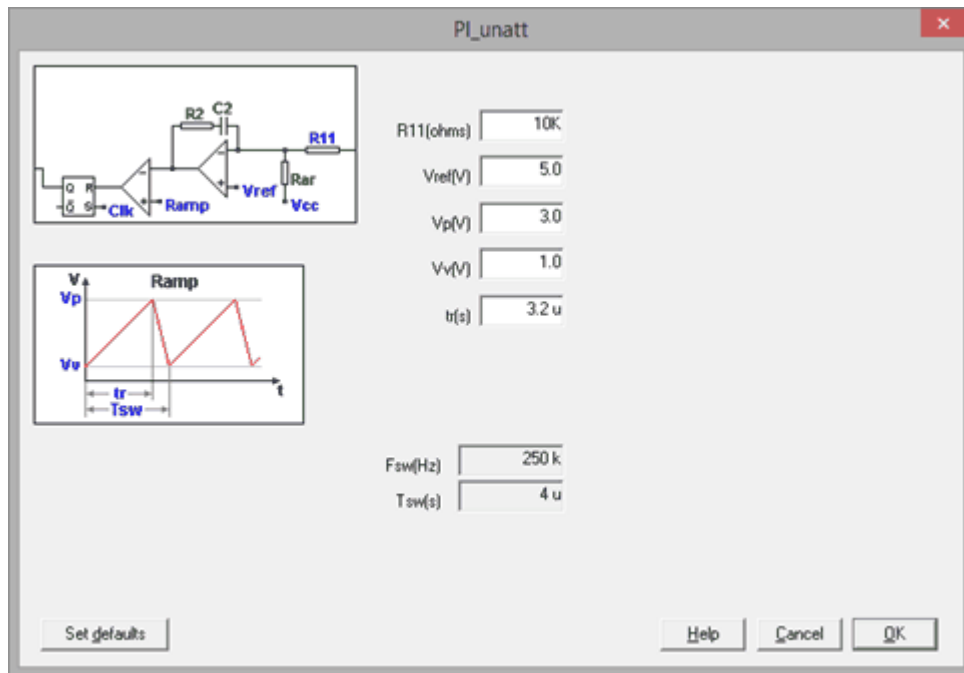 PI_unatt
R2 C2
R11
Rar
Vref
Vcc
Q R
Q S
Clk
Ramp
- +
- +
V
Ramp
Vp
Vv
tr
Tsw
t
R11(ohms) 10K
Vref(V) 5.0
Vp(V) 3.0
Vv(V) 1.0
tr(s) 3.2 u
Fsw(Hz) 250 k
Tsw(s) 4 u
Set defaults
Help
Cancel
OK